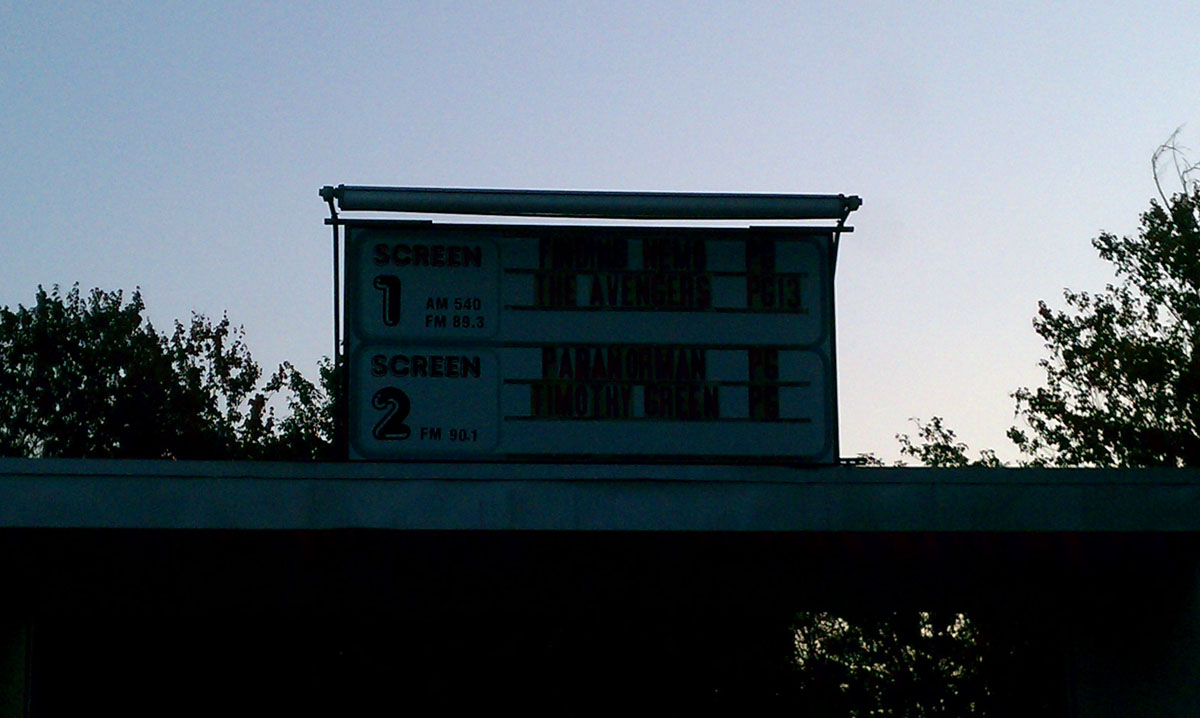 SCREEN
1
AM 540
FM 89.3
FINDING NEMO PG
THE AVENGERS PG13
SCREEN
2
FM 90.1
PARANORMAN PG
TIMOTHY GREEN PG